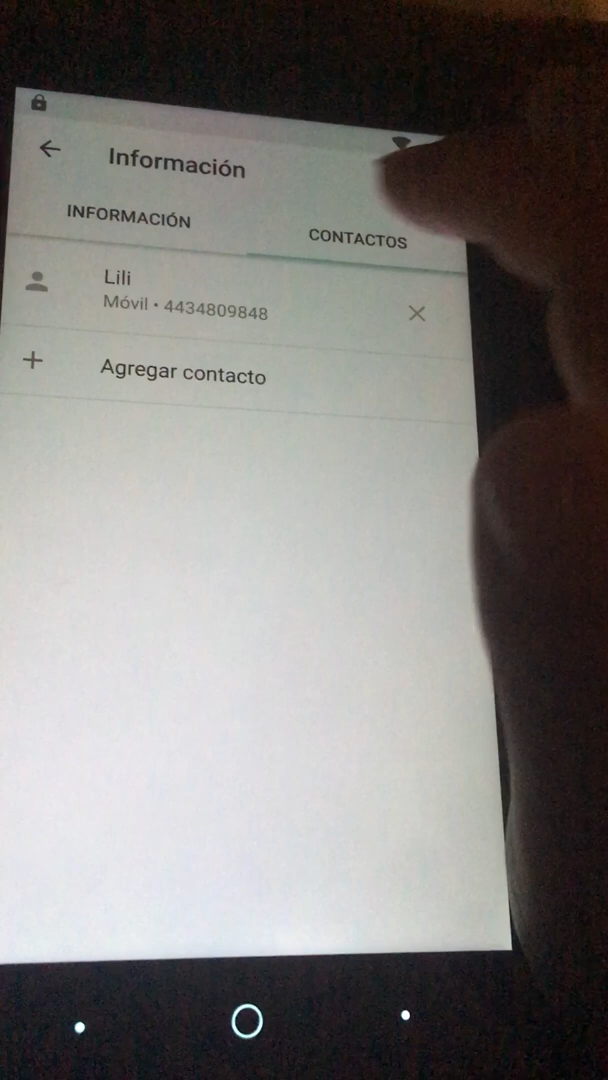 Información
INFORMACIÓN
CONTACTOS
Lili
Móvil • 4434809848
Agregar contacto